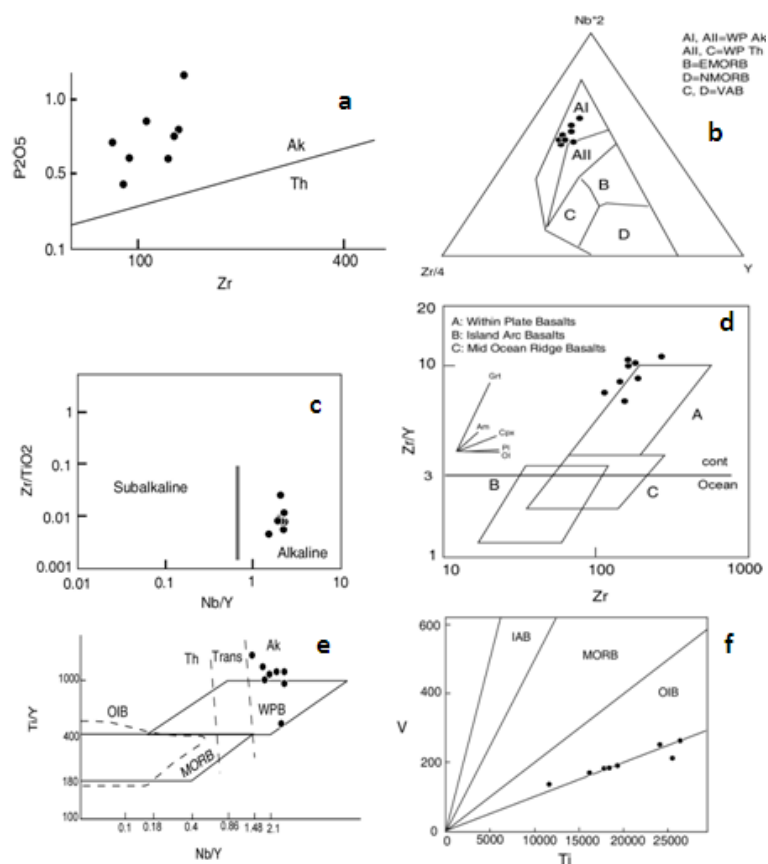 a
P2O5
1.0
0.5
0.1
Ak
Th
100
400
Zr
b
Nb*2
AI, AII=WP Ak
AII, C=WP Th
B=EMORB
D=NMORB
C, D=VAB
AI
AII
B
C
D
Zr/4
Y
c
Zr/TiO2
1
0.1
0.01
0.001
Subalkaline
Alkaline
0.01
0.1
1
10
Nb/Y
d
20
10
3
1
Zr/Y
A: Within Plate Basalts
B: Island Arc Basalts
C: Mid Ocean Ridge Basalts
Grt
Am
Cpx
Pl
Ol
A
cont
Ocean
B
C
10
100
1000
Zr
e
Ti/Y
1000
400
180
100
Th
Trans
Ak
OIB
WPB
MORB
0.1
0.18
0.4
0.86
1.48
2.1
Nb/Y
f
600
400
200
0
V
IAB
MORB
OIB
0
5000
10000
15000
20000
25000
Ti